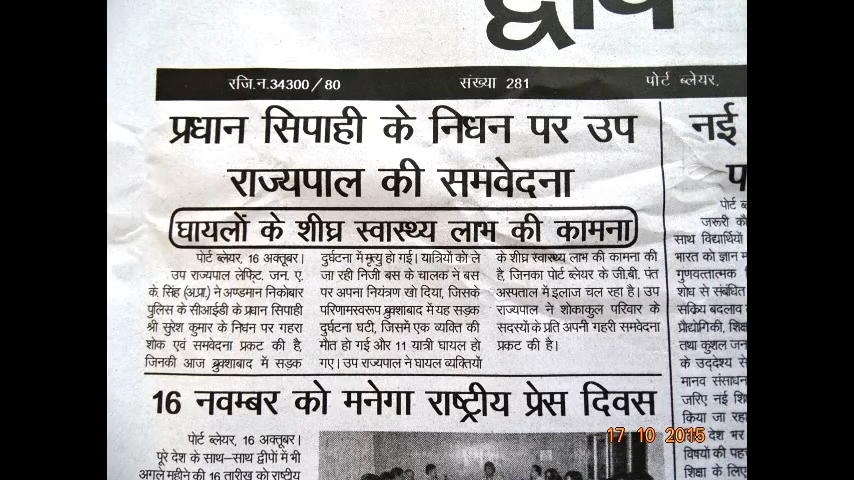 रजि.न.34300/80 संख्या 281 पोर्ट ब्लेयर,
प्रधान सिपाही के निधन पर उप
राज्यपाल की समवेदना
घायलों के शीघ्र स्वास्थ्य लाभ की कामना
पोर्ट ब्लेयर, 16 अक्तूबर।
उप राज्यपाल लेफ्टि. जन. ए.
के. सिंह (अ.प्रा.) ने अण्डमान निकोबार
पुलिस के सीआईडी के प्रधान सिपाही
श्री सुरेश कुमार के निधन पर गहरा
शोक एवं समवेदना प्रकट की है,
जिनकी आज ब्रुक्शाबाद में सड़क
दुर्घटना में मृत्यु हो गई। यात्रियों को ले
जा रही निजी बस के चालक ने बस
पर अपना नियंत्रण खो दिया, जिसके
परिणामस्वरूप ब्रुक्शाबाद में यह सड़क
दुर्घटना घटी, जिसमें एक व्यक्ति की
मौत हो गई और 11 यात्री घायल हो
गए। उप राज्यपाल ने घायल व्यक्तियों
के शीघ्र स्वास्थ्य लाभ की कामना की
है, जिनका पोर्ट ब्लेयर के जी.बी. पंत
अस्पताल में इलाज चल रहा है। उप
राज्यपाल ने शोकाकुल परिवार के
सदस्यों के प्रति अपनी गहरी समवेदना
प्रकट की है।
16 नवम्बर को मनेगा राष्ट्रीय प्रेस दिवस
पोर्ट ब्लेयर, 16 अक्तूबर।
पूरे देश के साथ–साथ द्वीपों में भी
अगले महीने की 16 तारीख को राष्ट्रीय
नई
पोर्ट
जरूरी
साथ विद्यार्थियों
भारत को ज्ञान
गुणवत्तात्मक
शोध से संबंधित
सक्रिय बदलाव
प्रौद्योगिकी,
तथा कुशल
के उद्देश्य से
मानव संसाधन
जरिए नई
किया जा रहा
देश भर
विषयों की
शिक्षा के लिए
17 10 2015